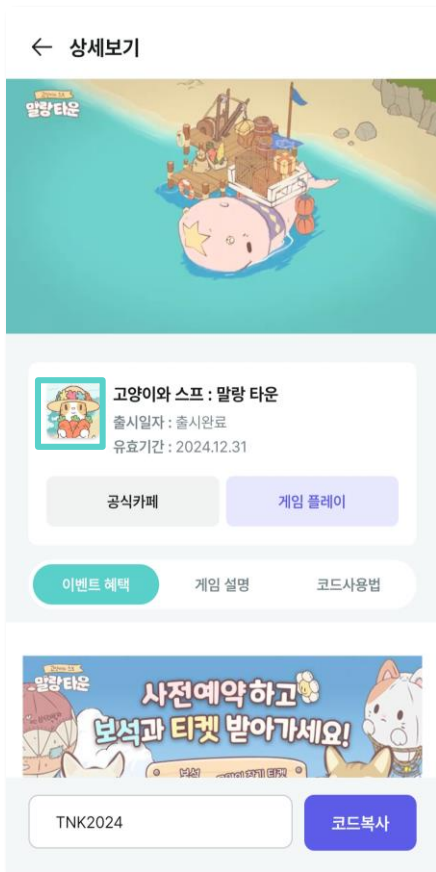 ← 상세보기
말랑타운
고양이와 스프 : 말랑 타운
출시일자 : 출시완료
유효기간 : 2024.12.31
공식카페 게임 플레이
이벤트 혜택 게임 설명 코드사용법
말랑타운
사전예약하고
보석과 티켓 받아가세요!
TNK2024 코드복사